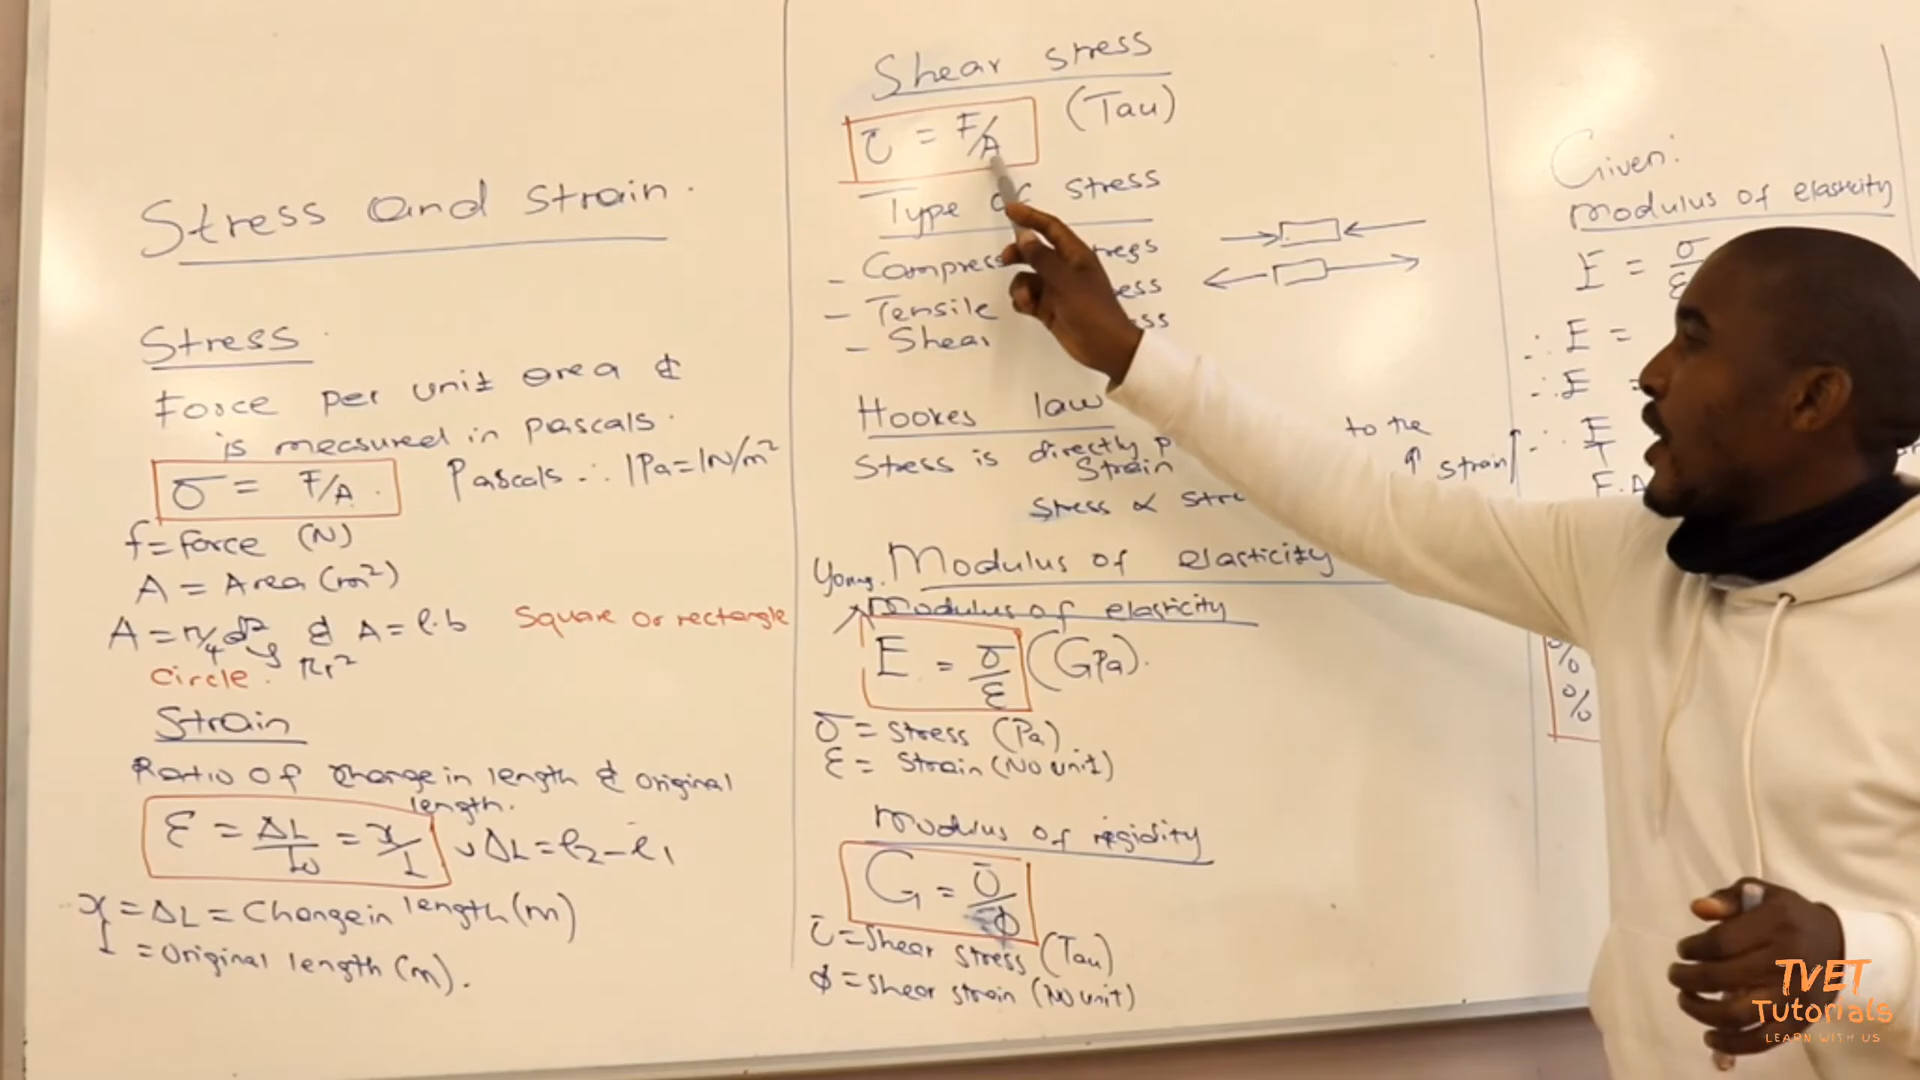 Stress and strain.
Stress
Force per unit area &
is measured in pascals.
σ = F/A. Pascals ∴ 1Pa=1N/m²
f=Force (N)
A = Area (m²)
A = π/4 d² & A = l·b Square or rectangle
Circle. πr²
Strain
Ratio of change in length & original
length.
ε = ΔL/Lo = x/L , ΔL = l₂-l₁
x = ΔL = Change in length (m)
L = Original length (m).
Shear stress
τ = F/A (Tau)
Type of stress
- Compress
- Tensile
- Shear
Hookes law
Stress is directly to the
Strain strain
Stress ∝
Young. Modulus of elasticity
Modulus of elasticity
E = σ/ε (GPa).
σ = Stress (Pa)
ε = Strain (No unit)
Modulus of rigidity
G = τ/ϕ
τ = Shear stress (Tau)
ϕ = Shear strain (No unit)
Given:
Modulus of elasticity
E = σ/ε
∴ E =
∴ E =
∴
F·A
%
%
TVET
Tutorials
LEARN WITH US